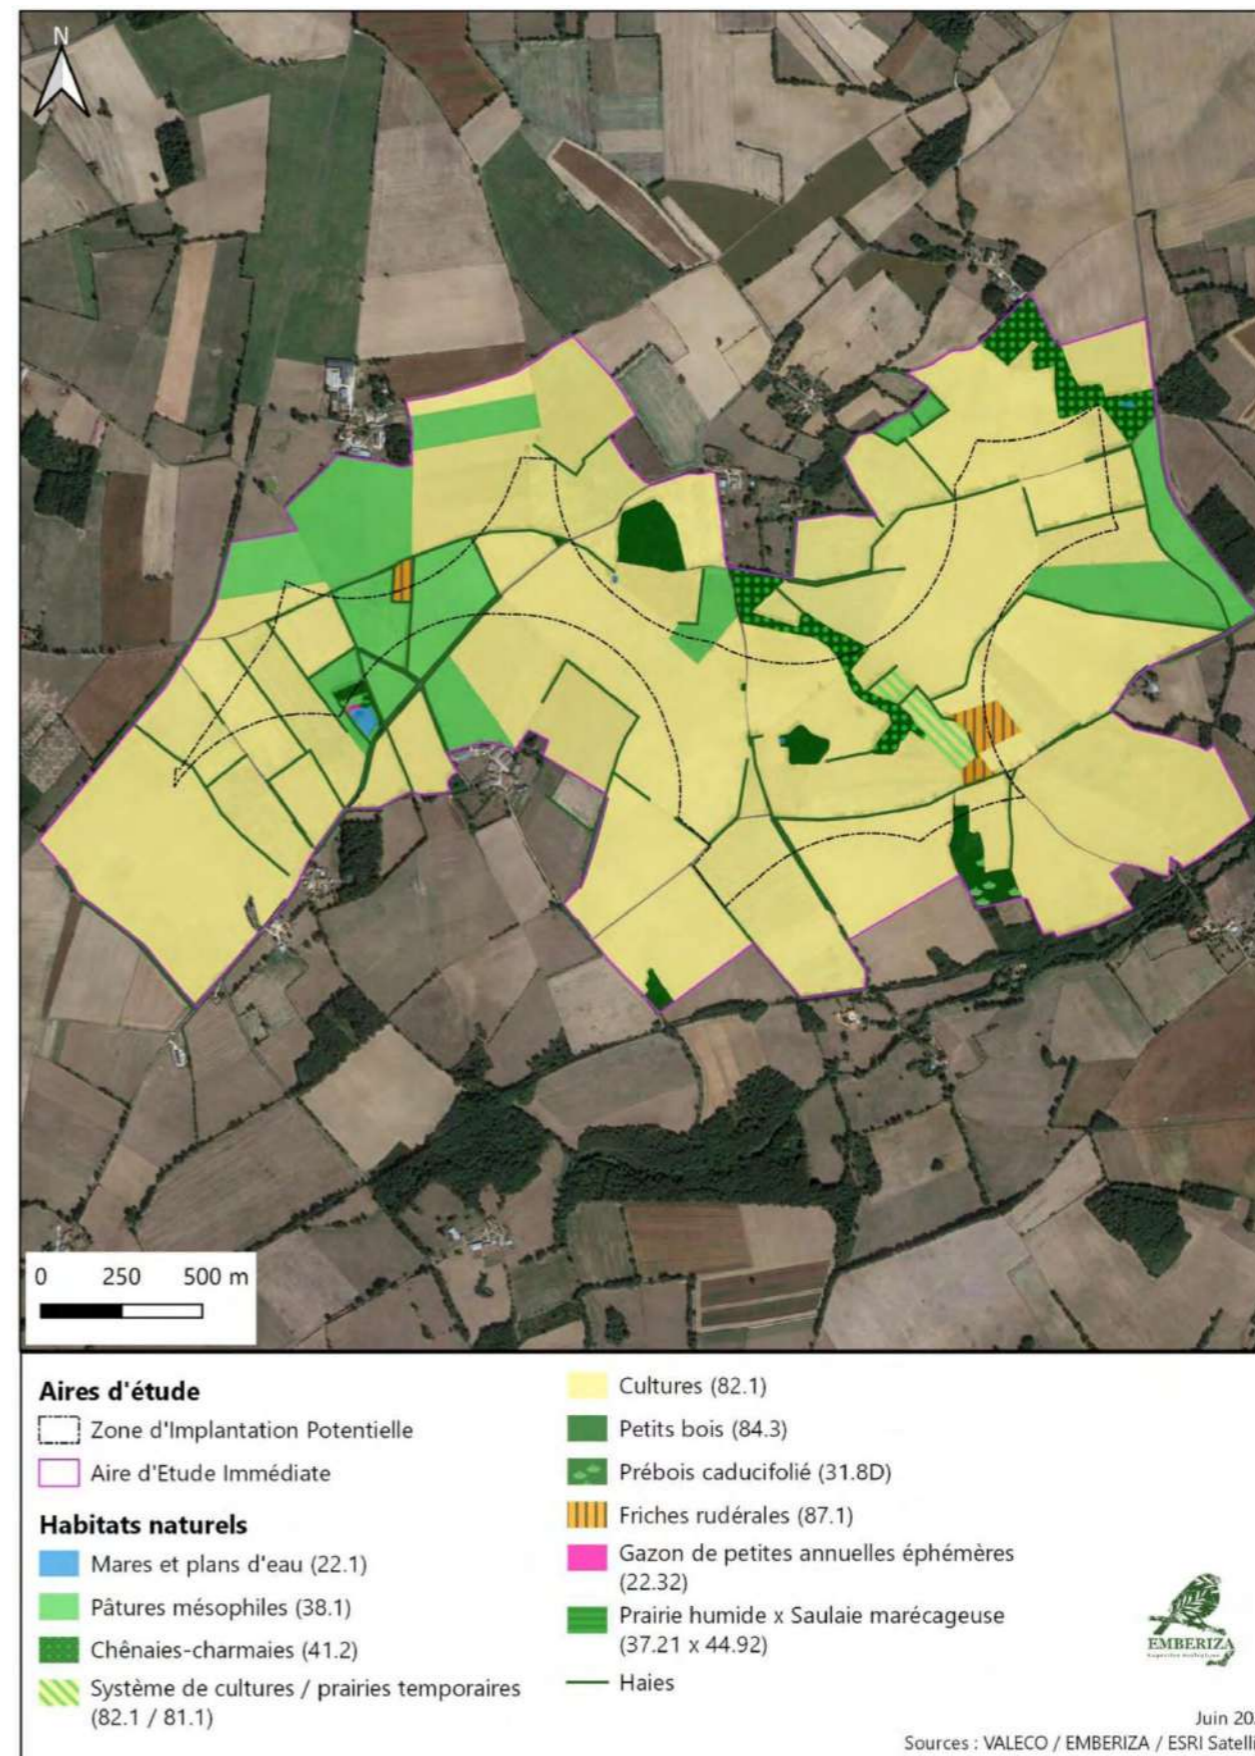 N
0 250 500 m
Aires d'étude
Zone d'Implantation Potentielle
Aire d'Etude Immédiate
Habitats naturels
Mares et plans d'eau (22.1)
Pâtures mésophiles (38.1)
Chênaies-charmaies (41.2)
Système de cultures / prairies temporaires
(82.1 / 81.1)
Cultures (82.1)
Petits bois (84.3)
Prébois caducifolié (31.8D)
Friches rudérales (87.1)
Gazon de petites annuelles éphémères
(22.32)
Prairie humide x Saulaie marécageuse
(37.21 x 44.92)
Haies
EMBERIZA
Juin 20
Sources : VALECO / EMBERIZA / ESRI Satelli